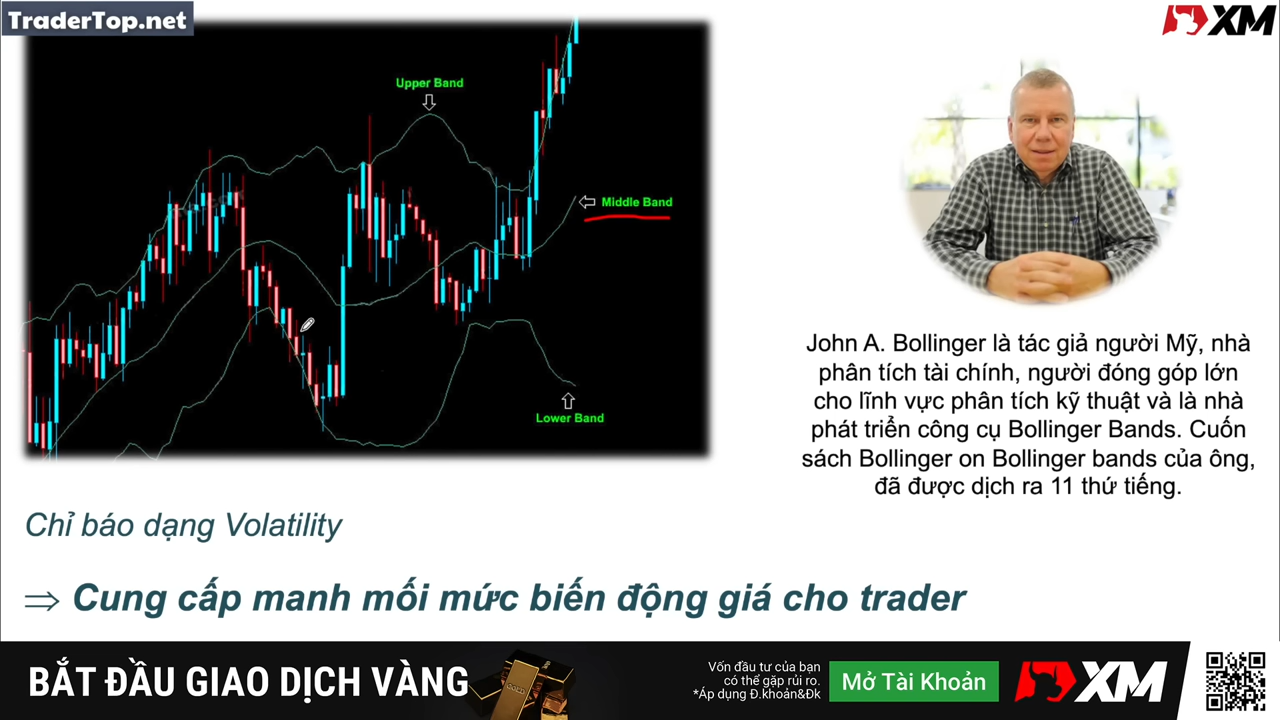 TraderTop.net
XM
Upper Band
Middle Band
Lower Band
John A. Bollinger là tác giả người Mỹ, nhà
phân tích tài chính, người đóng góp lớn
cho lĩnh vực phân tích kỹ thuật và là nhà
phát triển công cụ Bollinger Bands. Cuốn
sách Bollinger on Bollinger bands của ông,
đã được dịch ra 11 thứ tiếng.
Chỉ báo dạng Volatility
⇒ Cung cấp manh mối mức biến động giá cho trader
BẮT ĐẦU GIAO DỊCH VÀNG
GOLD
Vốn đầu tư của bạn
có thể gặp rủi ro.
*Áp dụng Đ.khoản&Đk
Mở Tài Khoản
XM